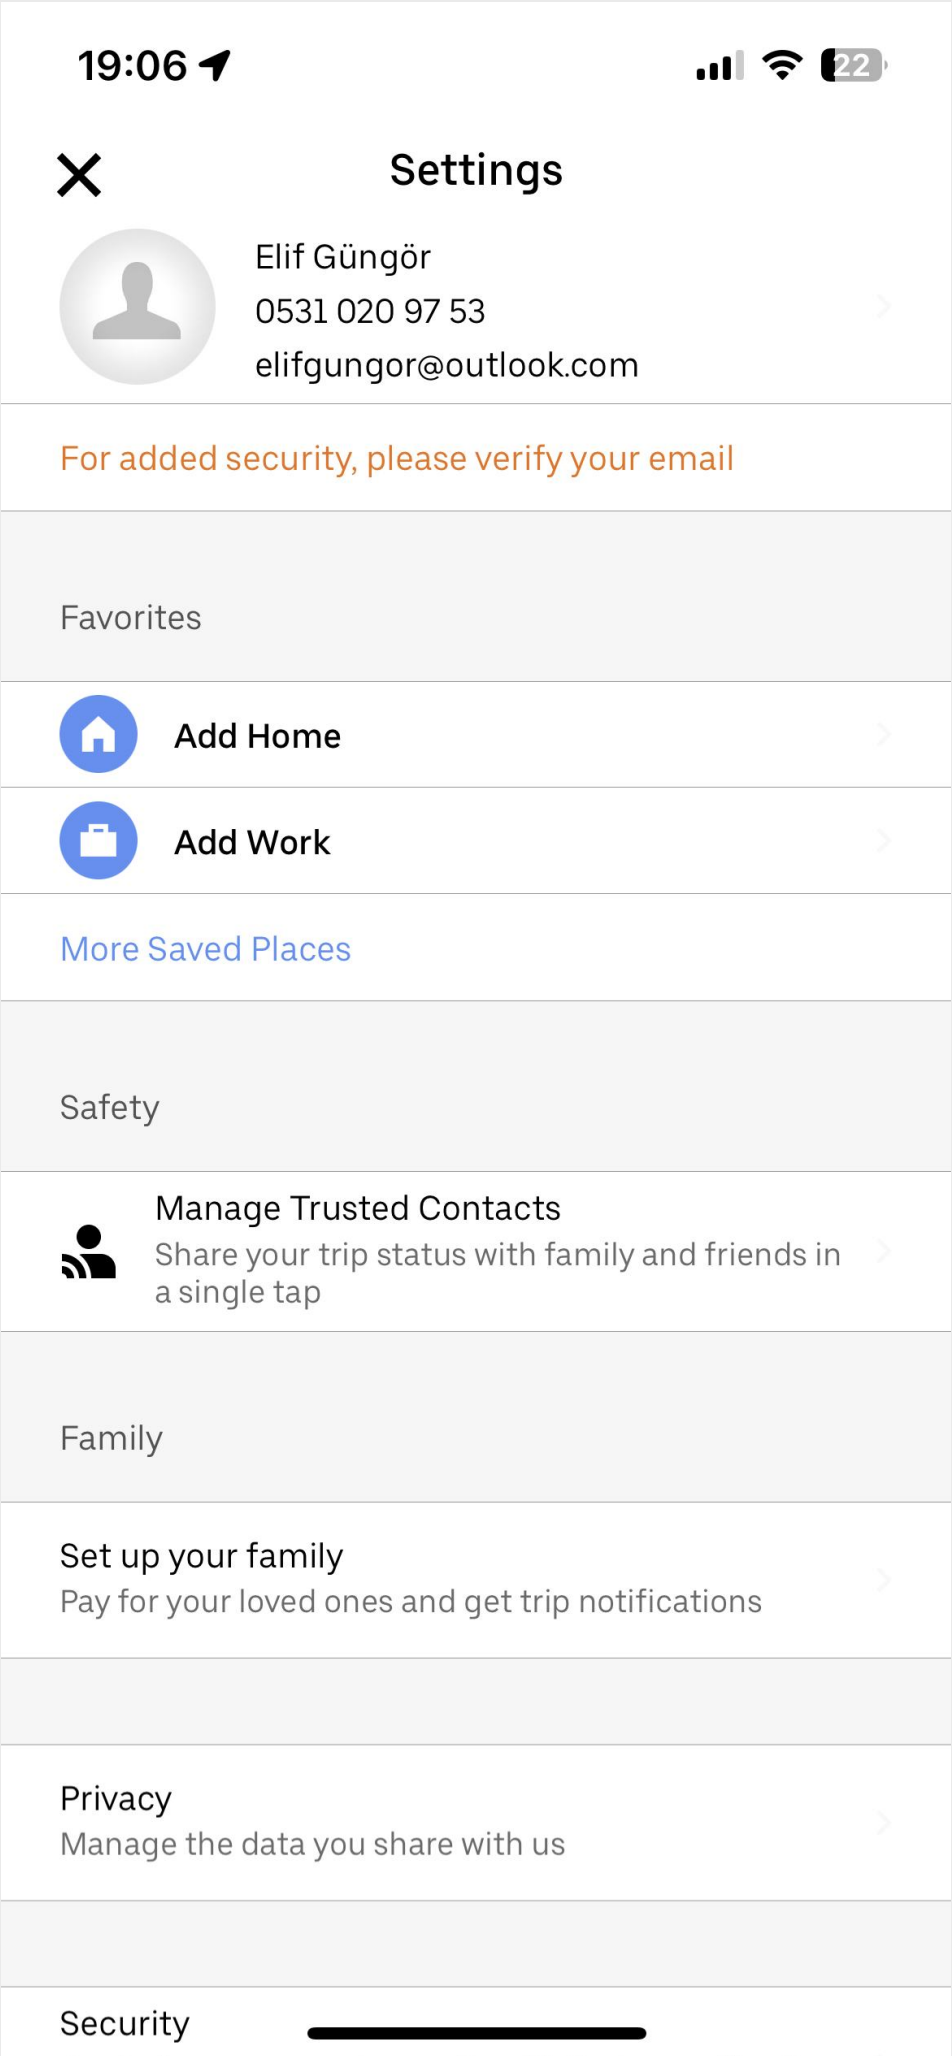 19:06
22
Settings
Elif Güngör
0531 020 97 53
elifgungor@outlook.com
For added security, please verify your email
Favorites
Add Home
Add Work
More Saved Places
Safety
Manage Trusted Contacts
Share your trip status with family and friends in
a single tap
Family
Set up your family
Pay for your loved ones and get trip notifications
Privacy
Manage the data you share with us
Security